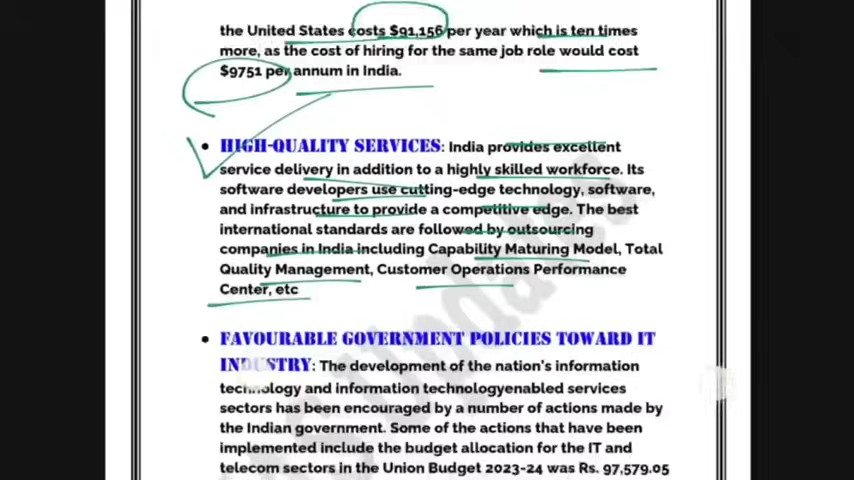 the United States costs $91,156 per year which is ten times
more, as the cost of hiring for the same job role would cost
$9751 per annum in India.
• HIGH-QUALITY SERVICES: India provides excellent
service delivery in addition to a highly skilled workforce. Its
software developers use cutting-edge technology, software,
and infrastructure to provide a competitive edge. The best
international standards are followed by outsourcing
companies in India including Capability Maturing Model, Total
Quality Management, Customer Operations Performance
Center, etc
• FAVOURABLE GOVERNMENT POLICIES TOWARD IT
INDUSTRY: The development of the nation's information
technology and information technologyenabled services
sectors has been encouraged by a number of actions made by
the Indian government. Some of the actions that have been
implemented include the budget allocation for the IT and
telecom sectors in the Union Budget 2023-24 was Rs. 97,579.05